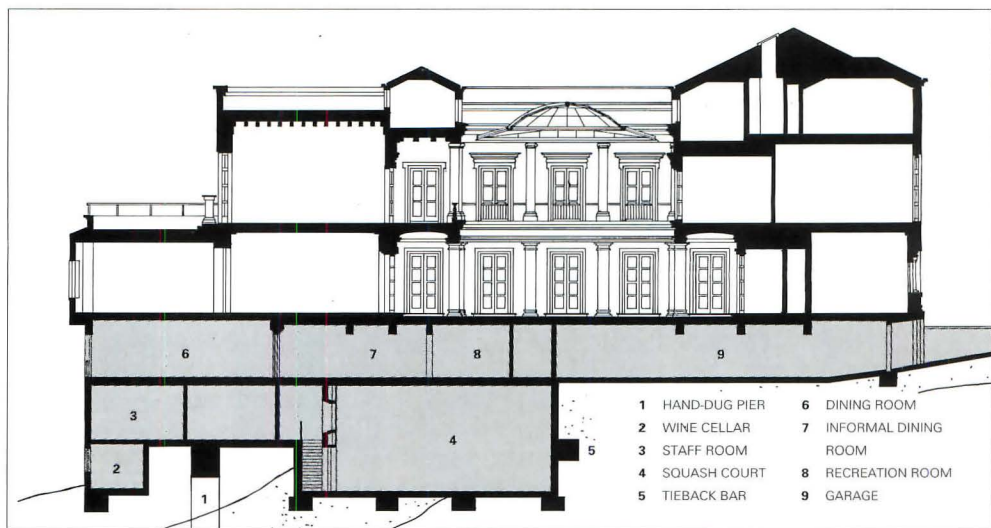 6
7
8
9
3
4
5
2
1
1 HAND-DUG PIER
2 WINE CELLAR
3 STAFF ROOM
4 SQUASH COURT
5 TIEBACK BAR
6 DINING ROOM
7 INFORMAL DINING
ROOM
8 RECREATION ROOM
9 GARAGE